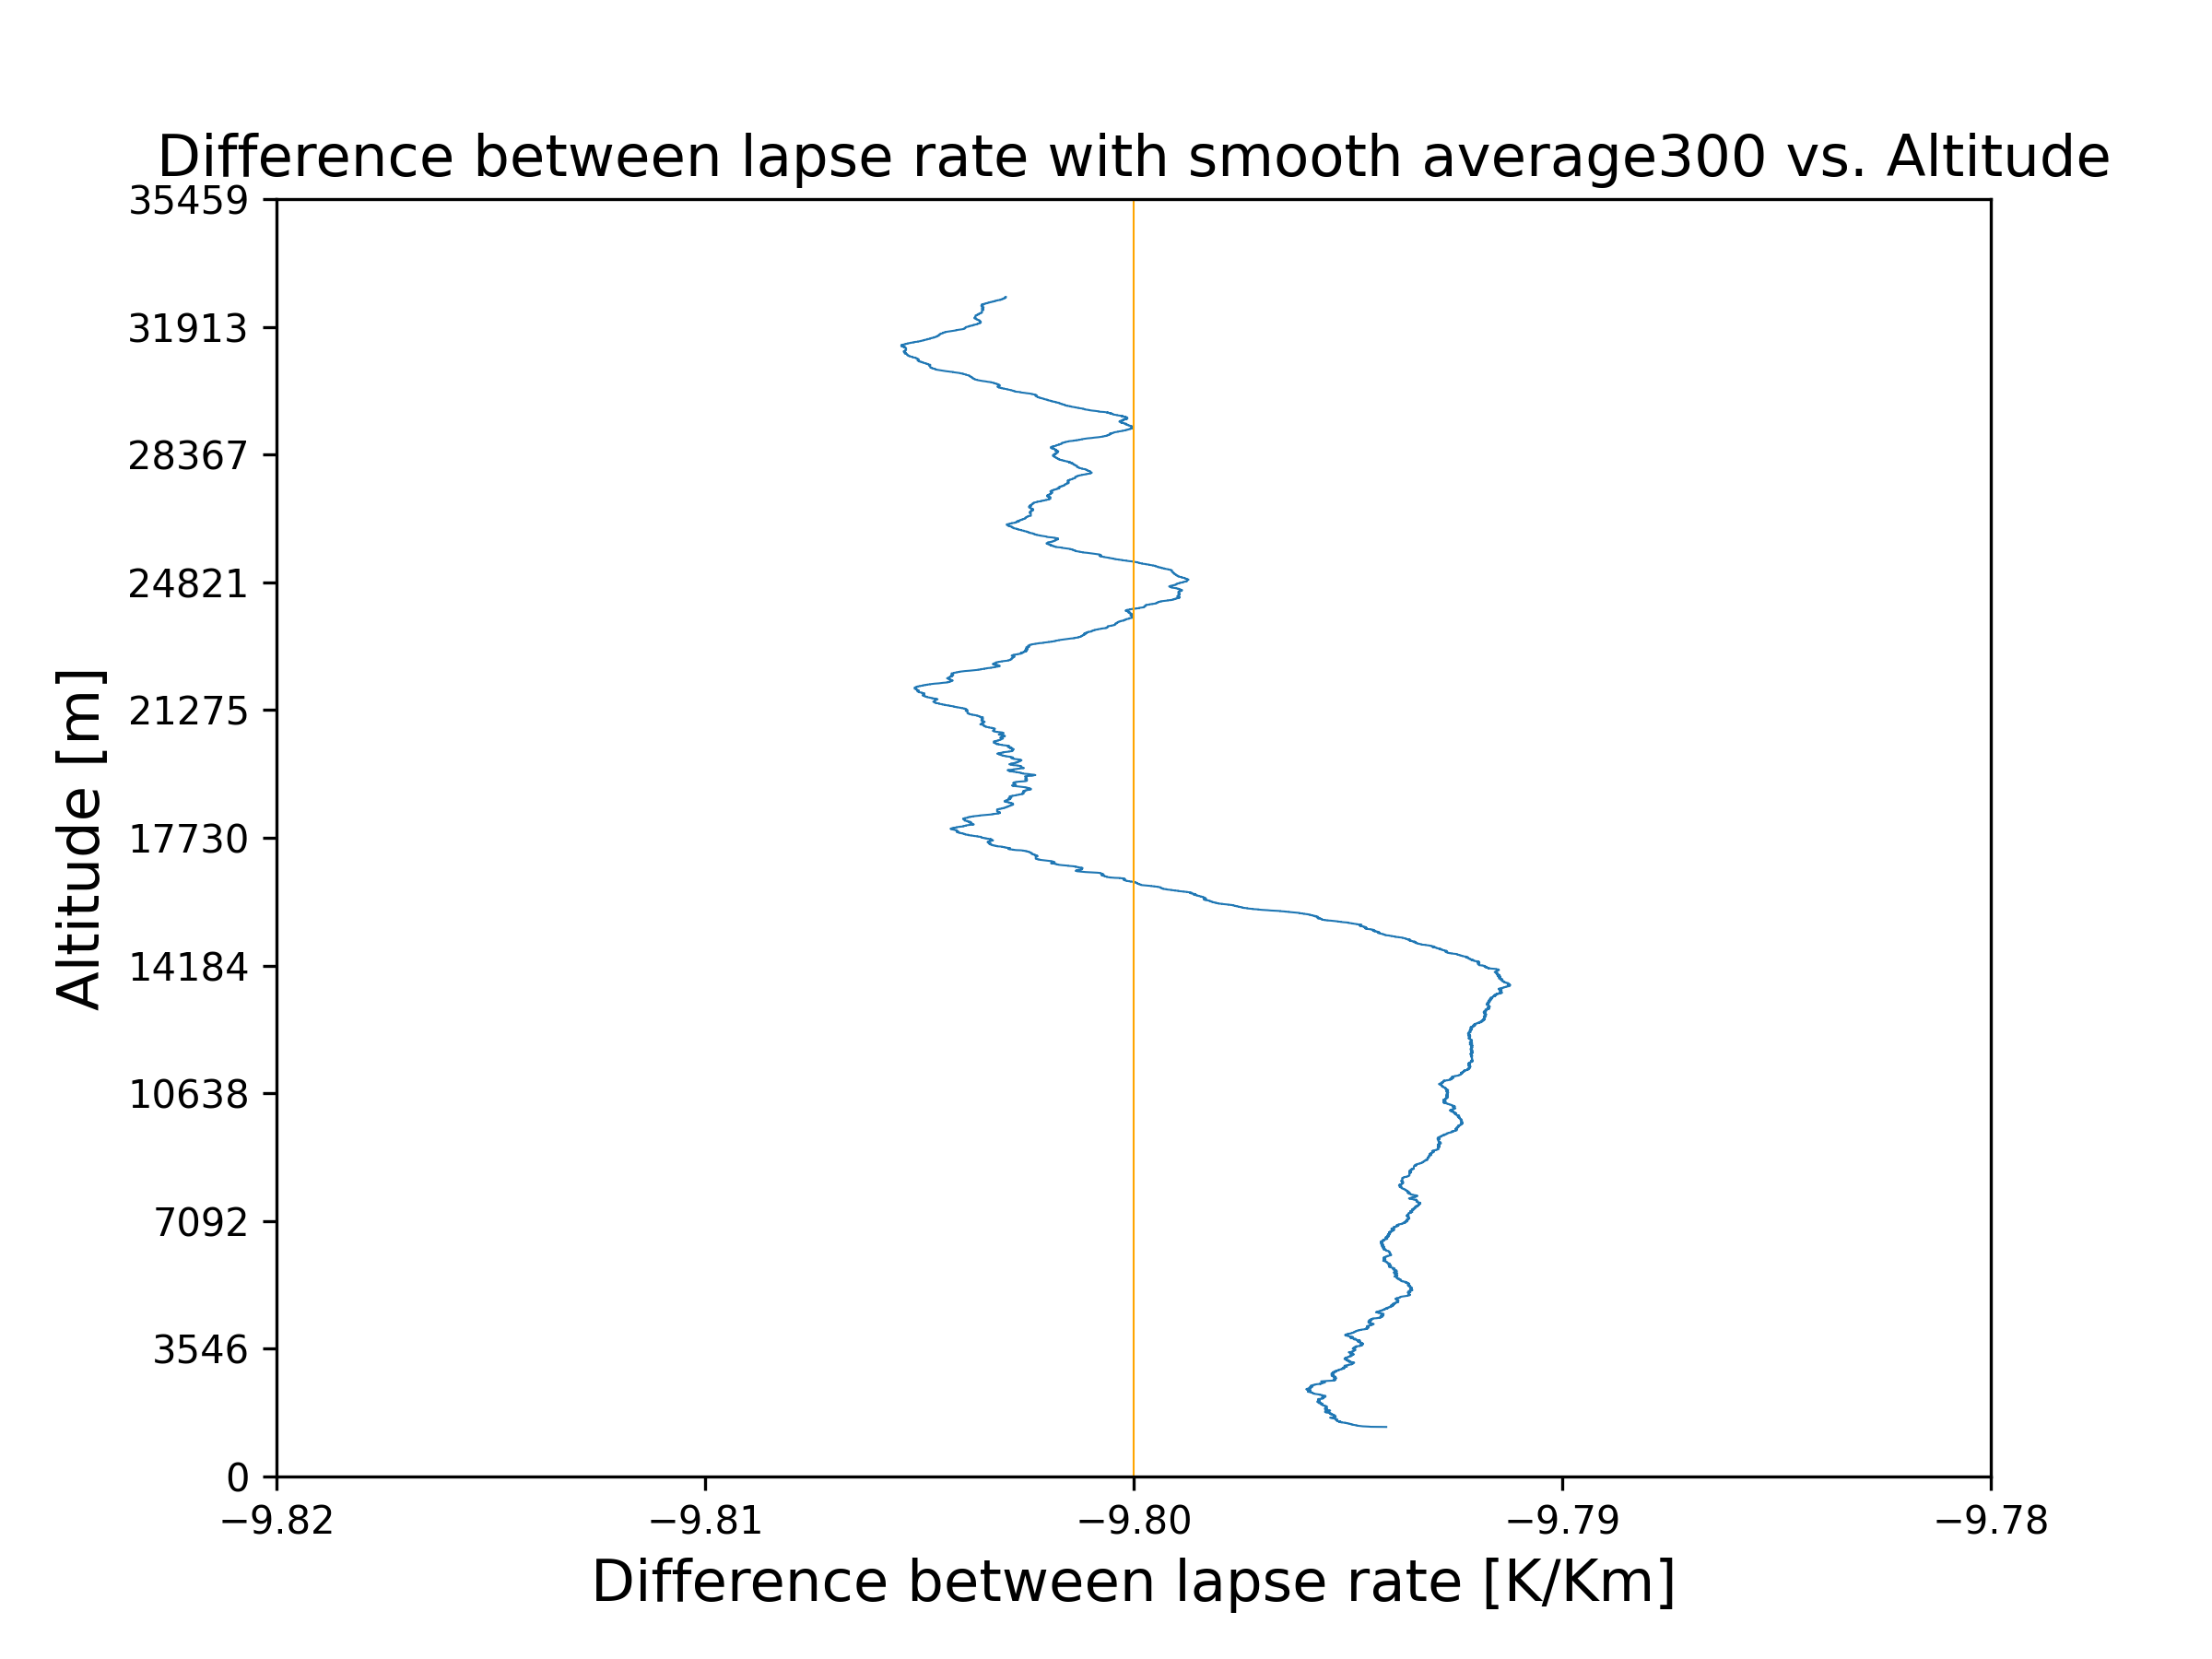 Difference between lapse rate with smooth average300 vs. Altitude
35459
31913
28367
24821
21275
17730
14184
10638
7092
3546
0
Altitude [m]
−9.82 −9.81 −9.80 −9.79 −9.78
Difference between lapse rate [K/Km]